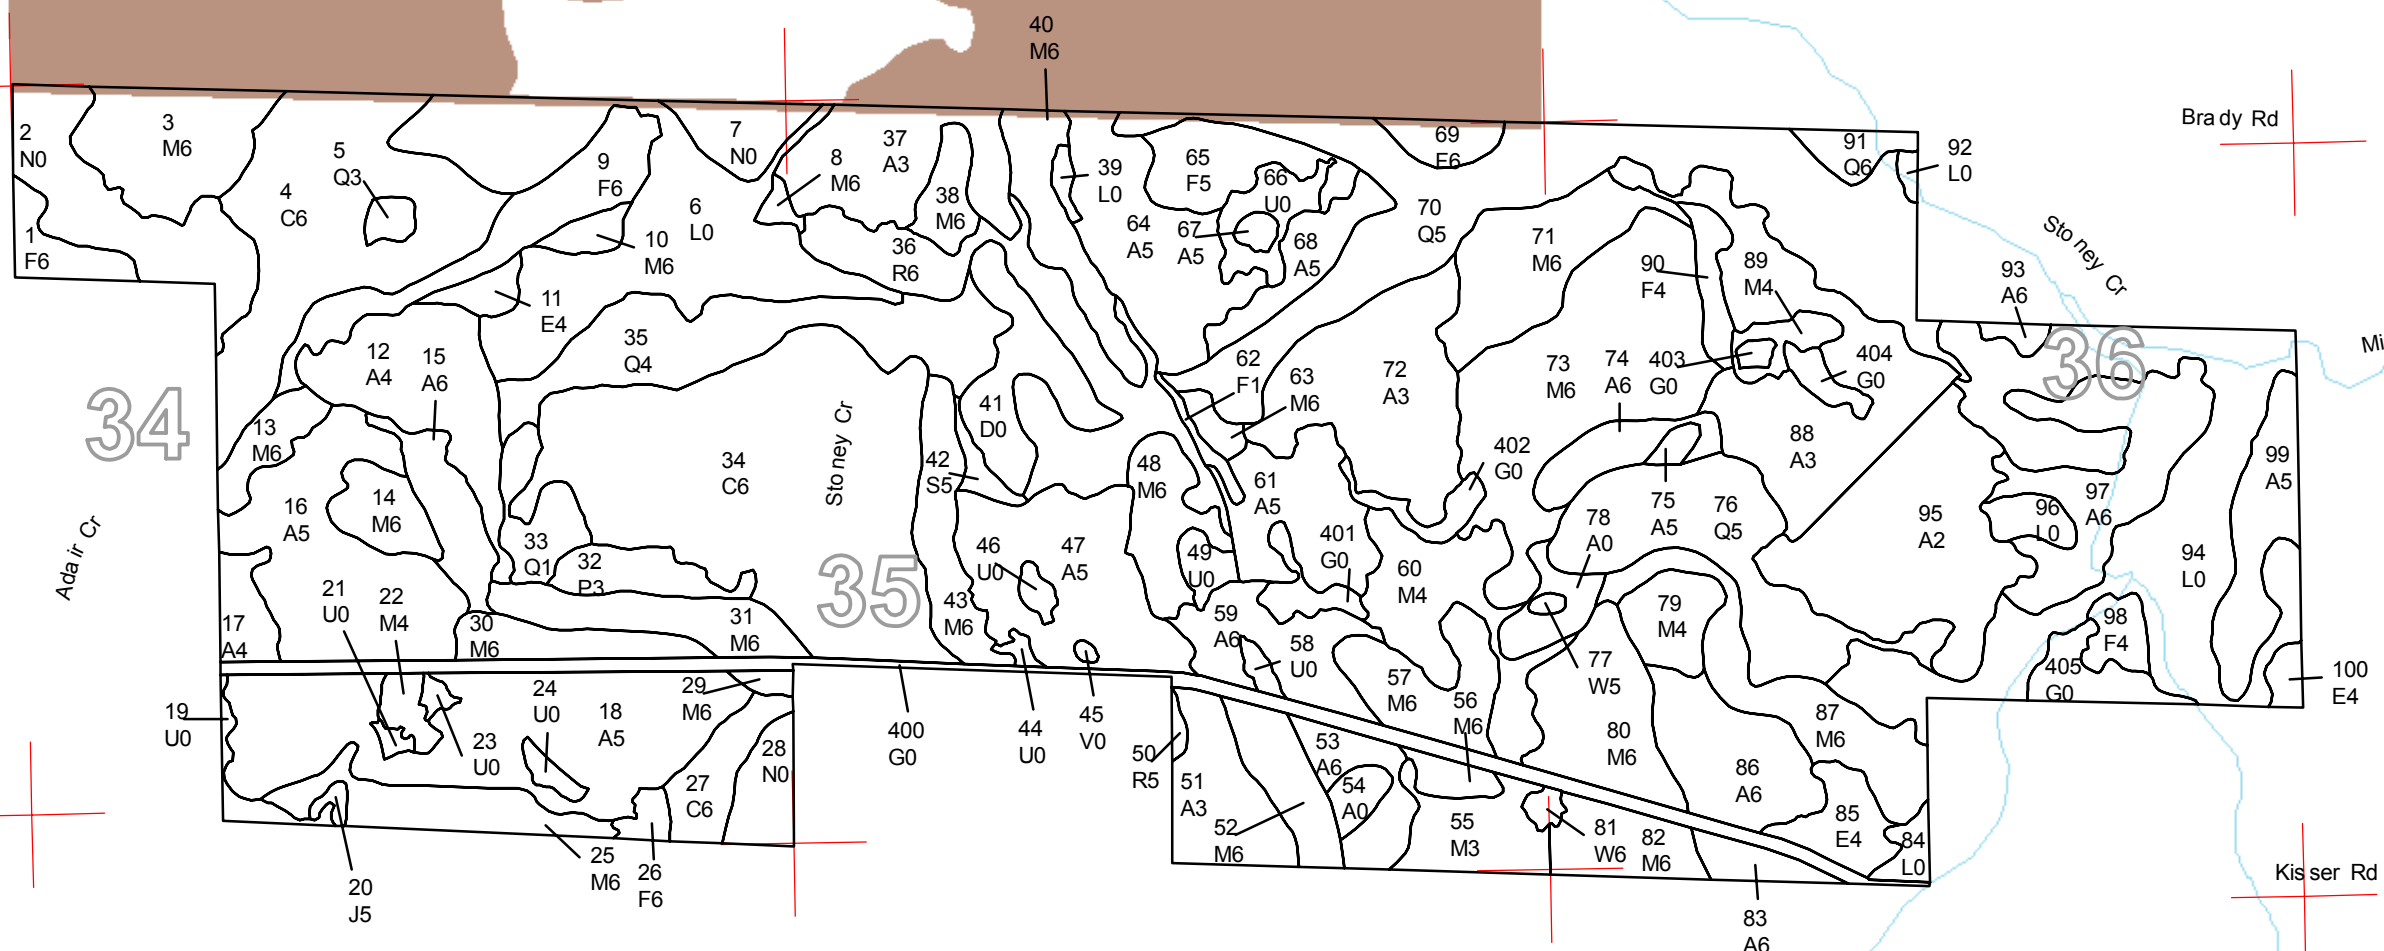 40
M6
Brady Rd
2
N0
3
M6
5
Q3
4
C6
9
F6
7
N0
8
M6
37
A3
38
M6
39
L0
65
F5
66
U0
69
F6
91
Q6
92
L0
1
F6
10
M6
6
L0
36
R6
64
A5
67
A5
68
A5
70
Q5
71
M6
90
F4
89
M4
93
A6
Stoney Cr
11
E4
35
Q4
12
A4
15
A6
62
F1
63
M6
72
A3
73
M6
74
A6
403
G0
404
G0
36
Mi
34
13
M6
41
D0
Stoney Cr
34
C6
42
S5
48
M6
61
A5
402
G0
88
A3
99
A5
16
A5
14
M6
Adair Cr
33
Q1
32
P3
35
46
U0
47
A5
49
U0
401
G0
60
M4
78
A0
75
A5
76
Q5
95
A2
96
L0
97
A6
94
L0
17
A4
21
U0
22
M4
30
M6
31
M6
43
M6
59
A6
58
U0
57
M6
56
M6
77
W5
79
M4
98
F4
405
G0
100
E4
19
U0
23
U0
24
U0
18
A5
29
M6
28
N0
27
C6
400
G0
44
U0
45
V0
50
R5
51
A3
52
M6
53
A6
54
A0
55
M3
80
M6
81
W6
82
M6
86
A6
87
M6
85
E4
84
L0
20
J5
25
M6
26
F6
83
A6
Kisser Rd